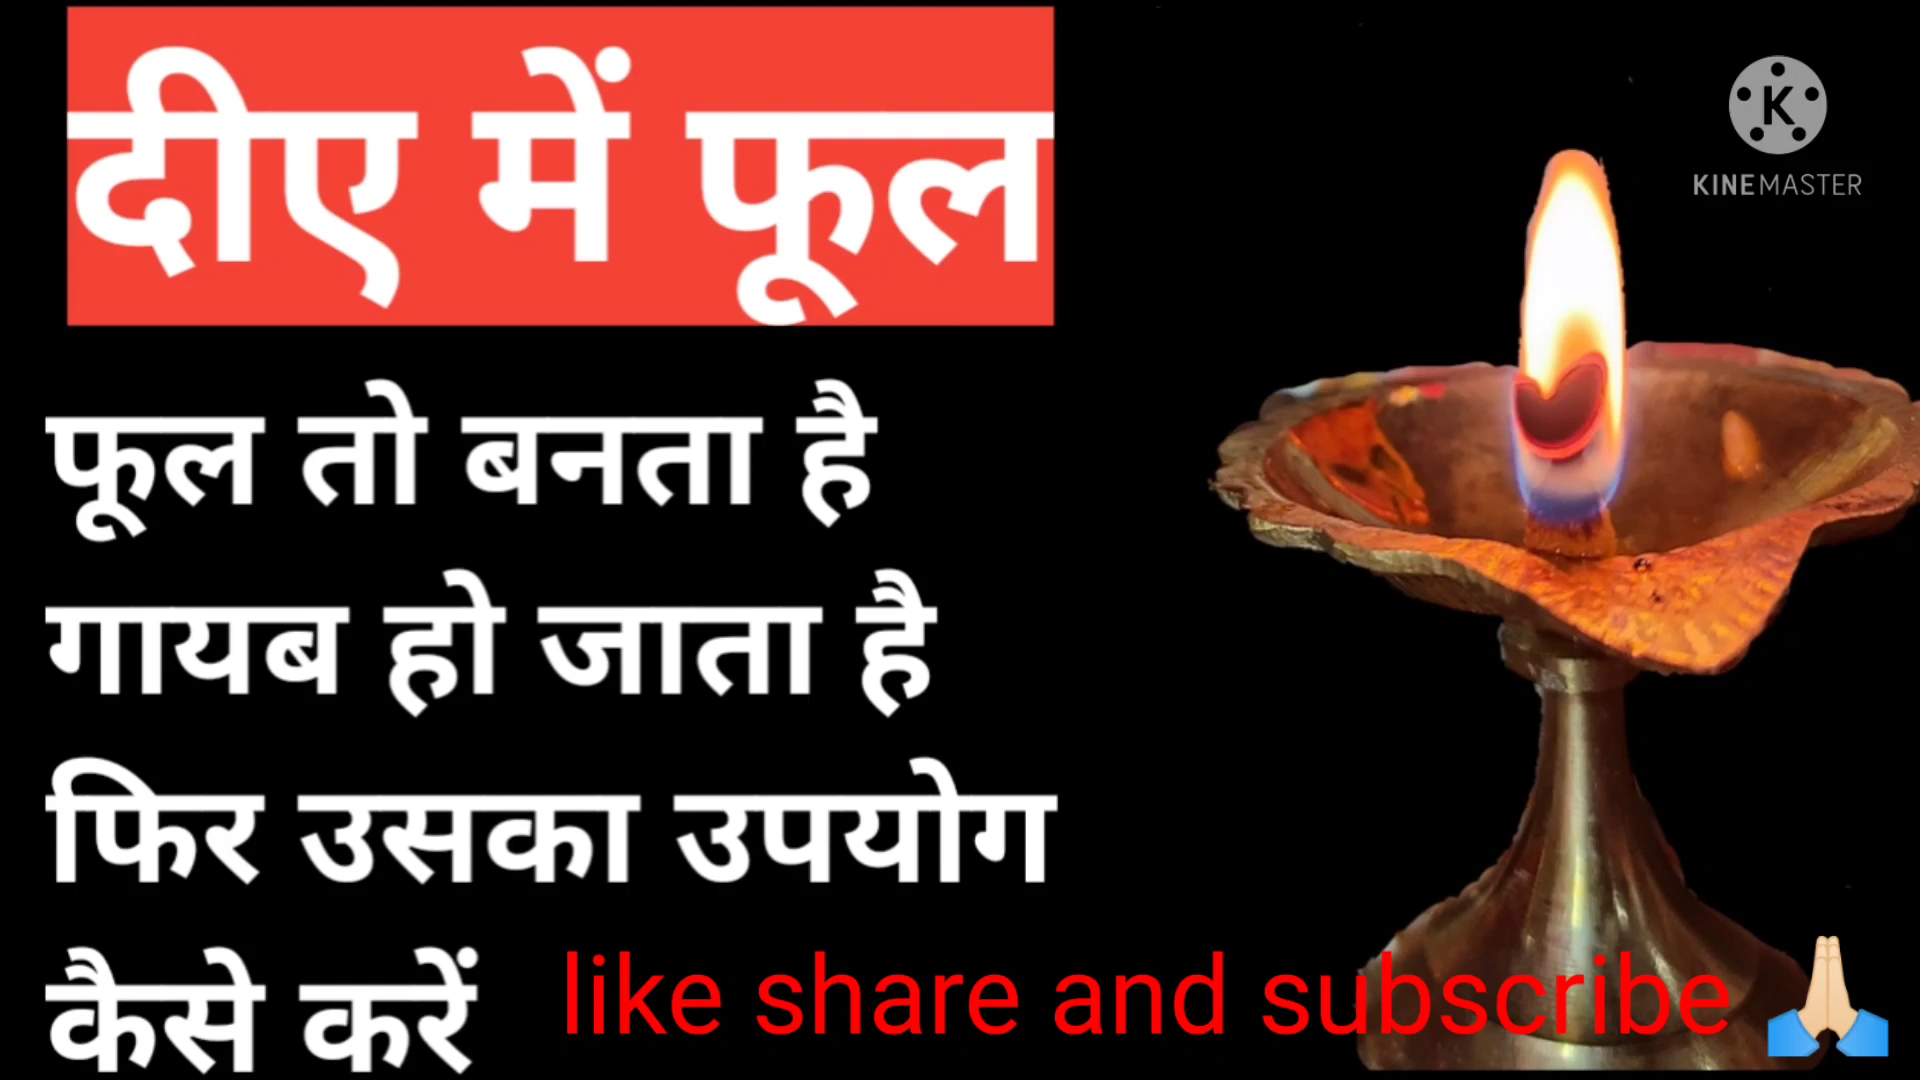 दीए में फूल
फूल तो बनता है
गायब हो जाता है
फिर उसका उपयोग
कैसे करें
like share and subscribe
K
KINEMASTER